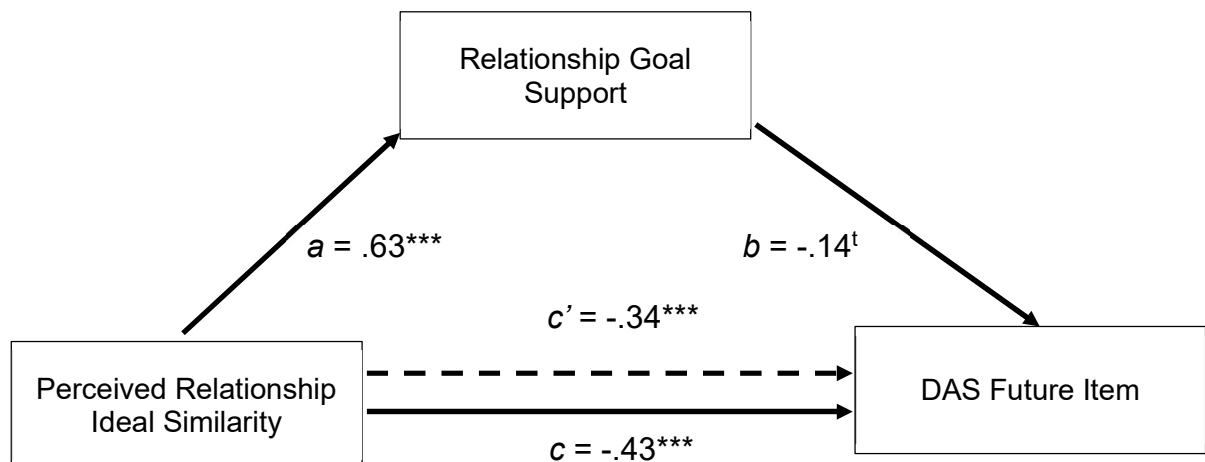 Relationship Goal
Support
a = .63***
b = -.14ᵗ
c’ = -.34***
Perceived Relationship
Ideal Similarity
DAS Future Item
c = -.43***